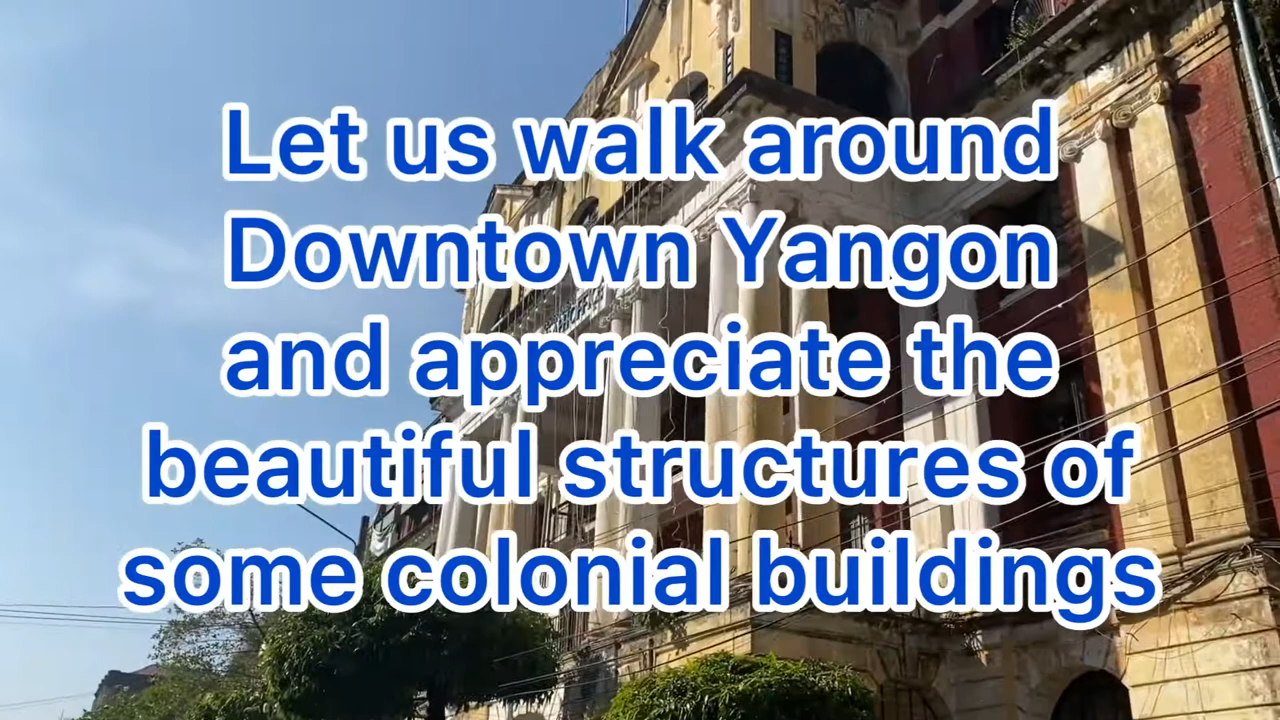 Let us walk around
Downtown Yangon
and appreciate the
beautiful structures of
some colonial buildings